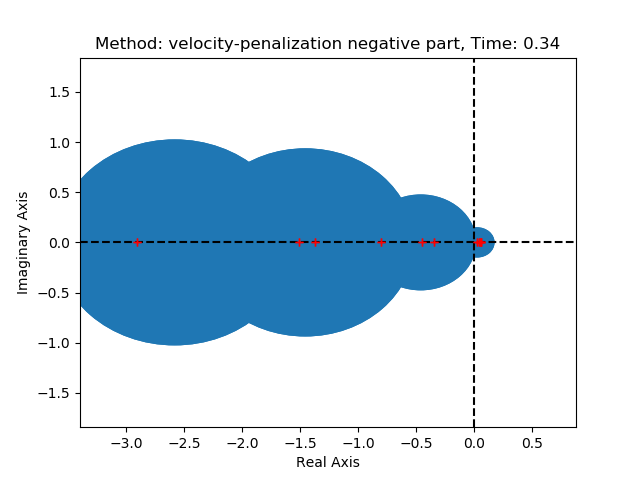 Method: velocity-penalization negative part, Time: 0.34
Imaginary Axis
1.5
1.0
0.5
0.0
−0.5
−1.0
−1.5
−3.0 −2.5 −2.0 −1.5 −1.0 −0.5 0.0 0.5
Real Axis